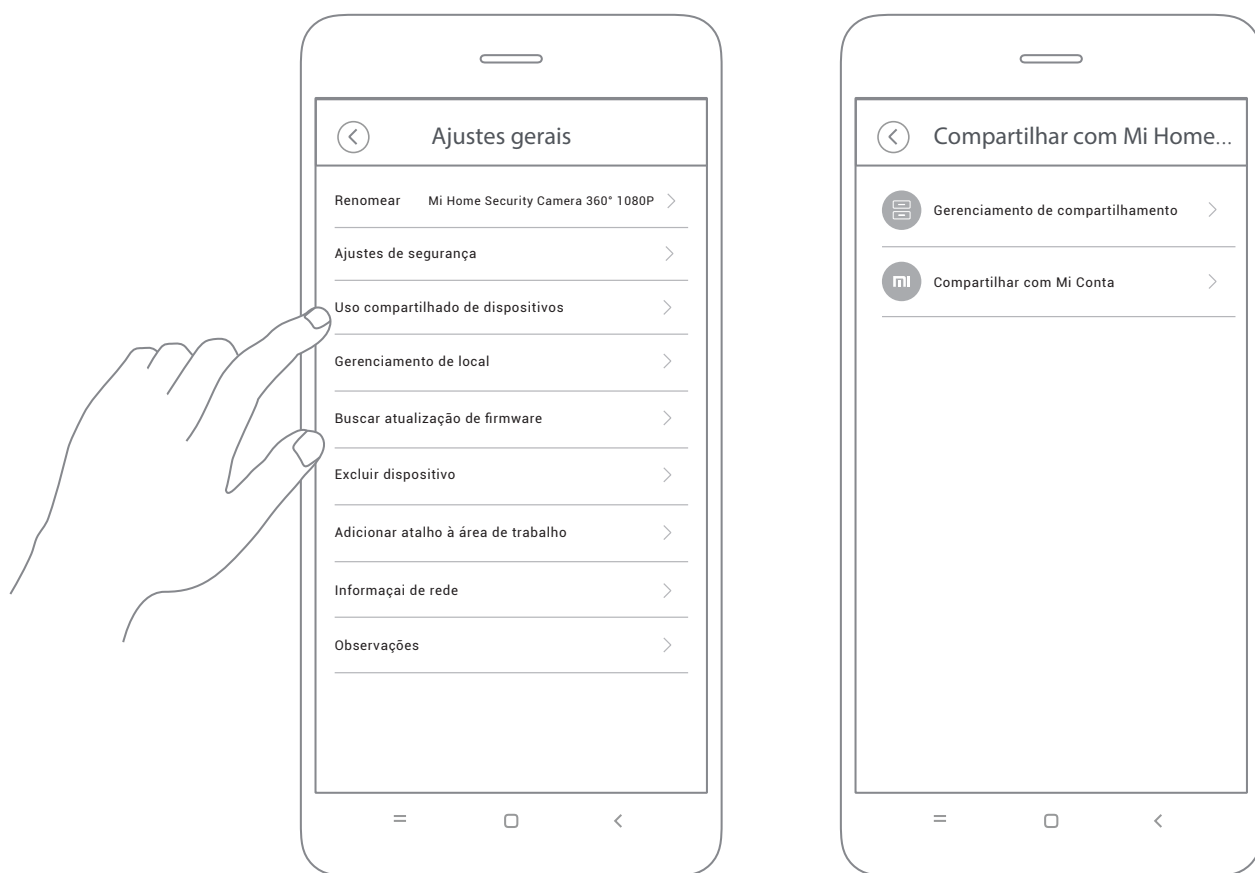 Ajustes gerais
Renomear Mi Home Security Camera 360° 1080P
Ajustes de segurança
Uso compartilhado de dispositivos
Gerenciamento de local
Buscar atualização de firmware
Excluir dispositivo
Adicionar atalho à área de trabalho
Informaçai de rede
Observações
Compartilhar com Mi Home...
Gerenciamento de compartilhamento
mi
Compartilhar com Mi Conta